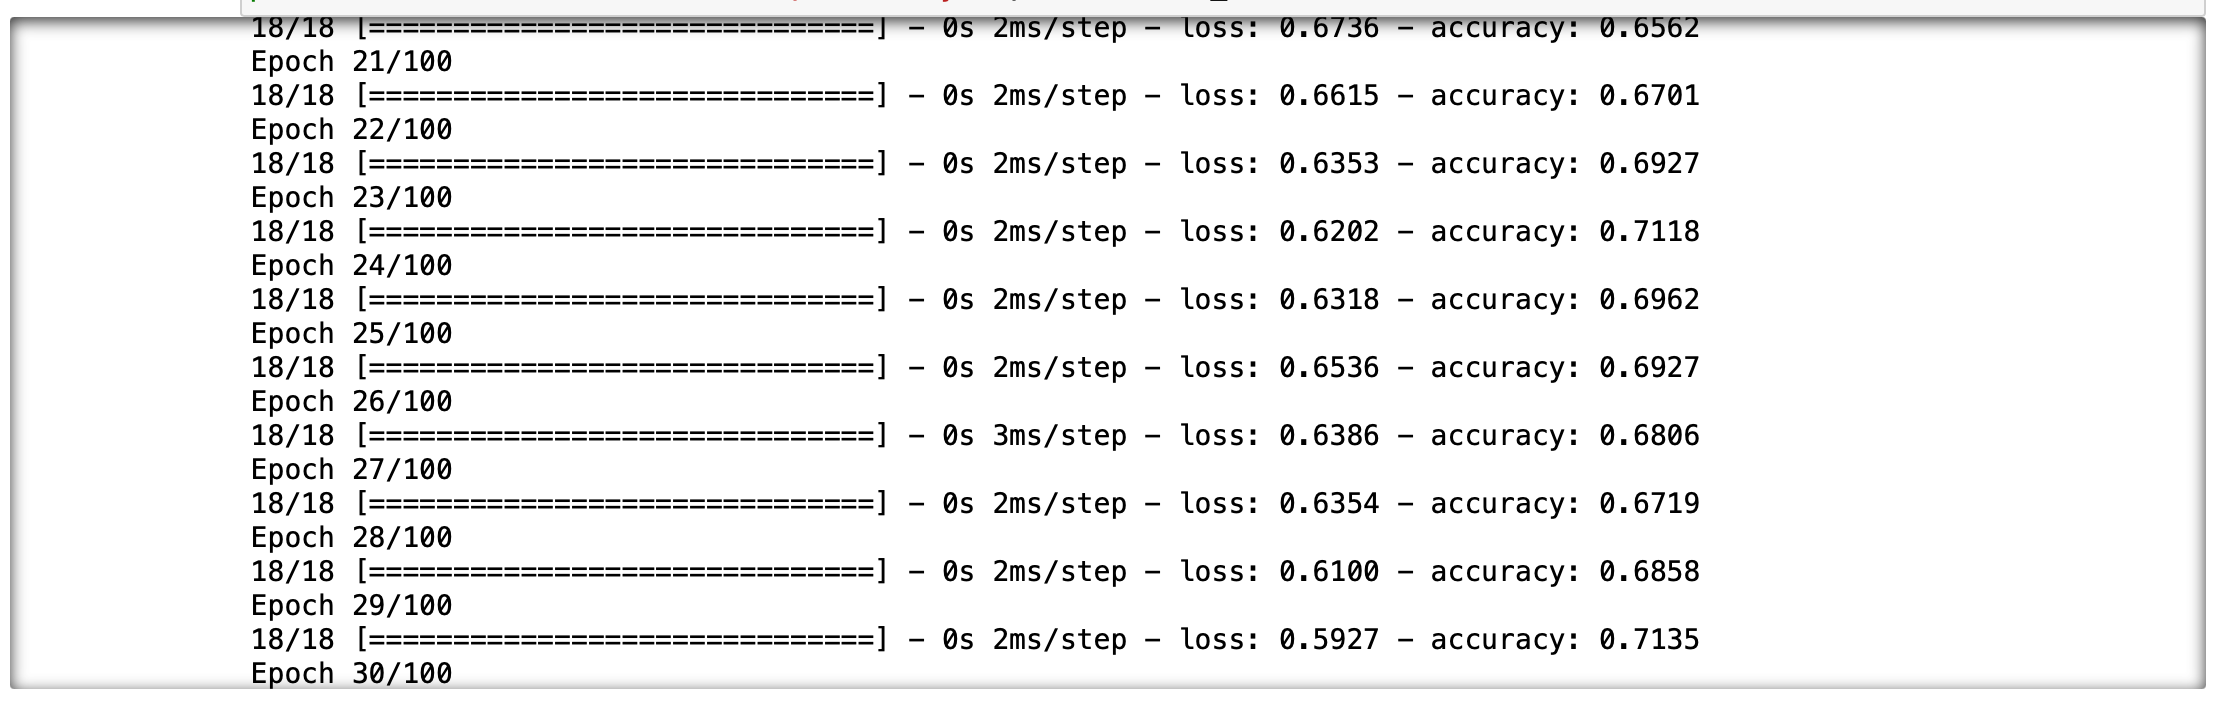 18/18 [==============================] - 0s 2ms/step - loss: 0.6736 - accuracy: 0.6562
Epoch 21/100
18/18 [==============================] - 0s 2ms/step - loss: 0.6615 - accuracy: 0.6701
Epoch 22/100
18/18 [==============================] - 0s 2ms/step - loss: 0.6353 - accuracy: 0.6927
Epoch 23/100
18/18 [==============================] - 0s 2ms/step - loss: 0.6202 - accuracy: 0.7118
Epoch 24/100
18/18 [==============================] - 0s 2ms/step - loss: 0.6318 - accuracy: 0.6962
Epoch 25/100
18/18 [==============================] - 0s 2ms/step - loss: 0.6536 - accuracy: 0.6927
Epoch 26/100
18/18 [==============================] - 0s 3ms/step - loss: 0.6386 - accuracy: 0.6806
Epoch 27/100
18/18 [==============================] - 0s 2ms/step - loss: 0.6354 - accuracy: 0.6719
Epoch 28/100
18/18 [==============================] - 0s 2ms/step - loss: 0.6100 - accuracy: 0.6858
Epoch 29/100
18/18 [==============================] - 0s 2ms/step - loss: 0.5927 - accuracy: 0.7135
Epoch 30/100